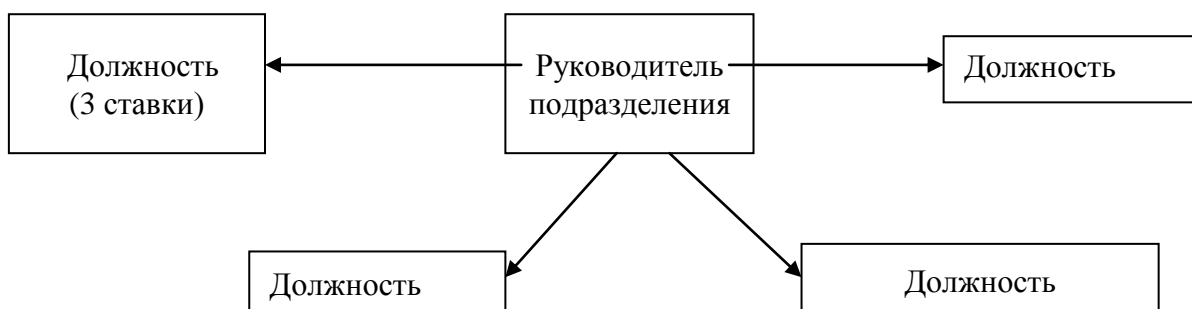 Должность
(3 ставки)
Руководитель
подразделения
Должность
Должность
Должность